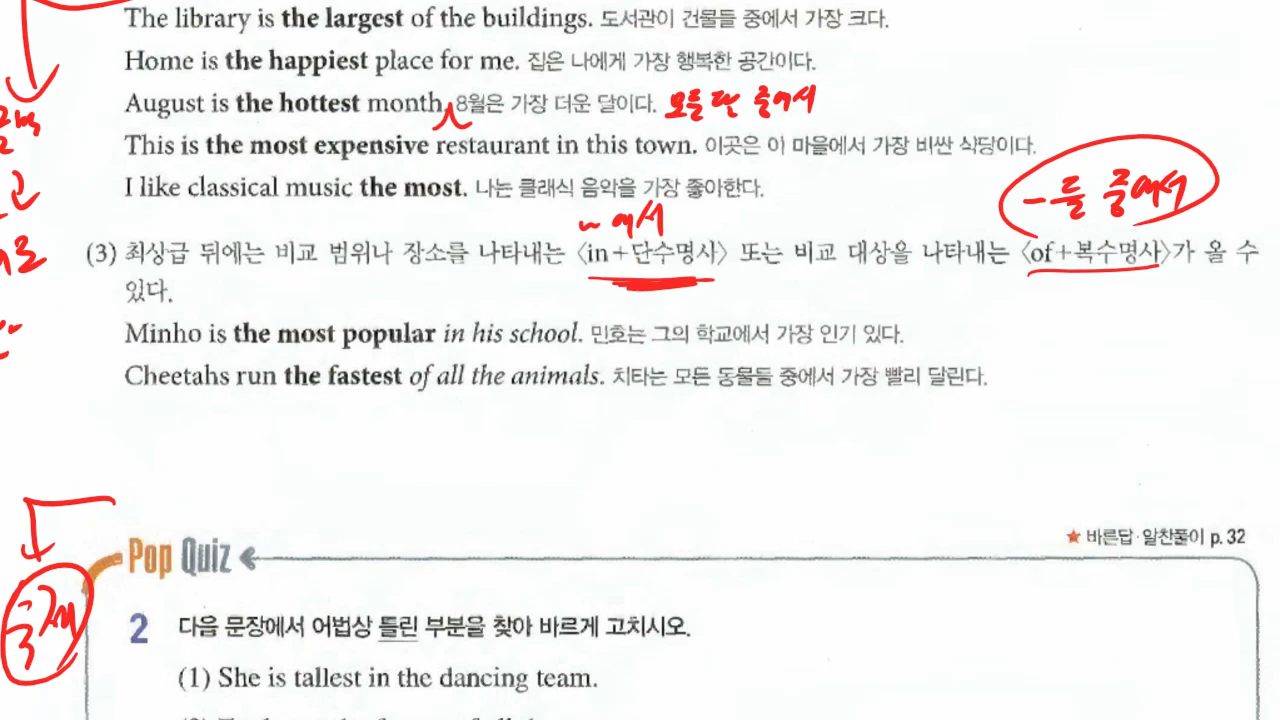 The library is the largest of the buildings. 도서관이 건물들 중에서 가장 크다.
Home is the happiest place for me. 집은 나에게 가장 행복한 공간이다.
August is the hottest month. 8월은 가장 더운 달이다. 모든 달 중에서
This is the most expensive restaurant in this town. 이곳은 이 마을에서 가장 비싼 식당이다.
I like classical music the most. 나는 클래식 음악을 가장 좋아한다.
~에서
~들 중에서
(3) 최상급 뒤에는 비교 범위나 장소를 나타내는 〈in+단수명사〉 또는 비교 대상을 나타내는 〈of+복수명사〉가 올 수
있다.
Minho is the most popular in his school. 민호는 그의 학교에서 가장 인기 있다.
Cheetahs run the fastest of all the animals. 치타는 모든 동물들 중에서 가장 빨리 달린다.
Pop Quiz
★ 바른답·알찬풀이 p. 32
2 다음 문장에서 어법상 틀린 부분을 찾아 바르게 고치시오.
(1) She is tallest in the dancing team.